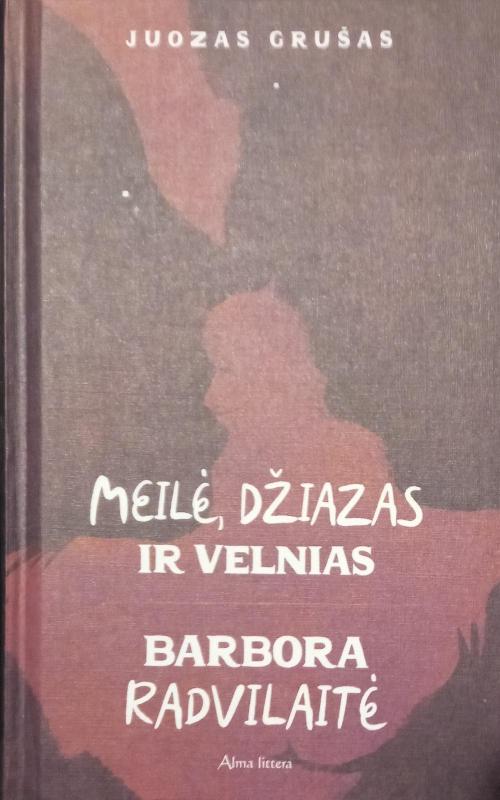 JUOZAS GRUŠAS
MEILĖ, DŽIAZAS
IR VELNIAS
BARBORA
RADVILAITĖ
Alma littera